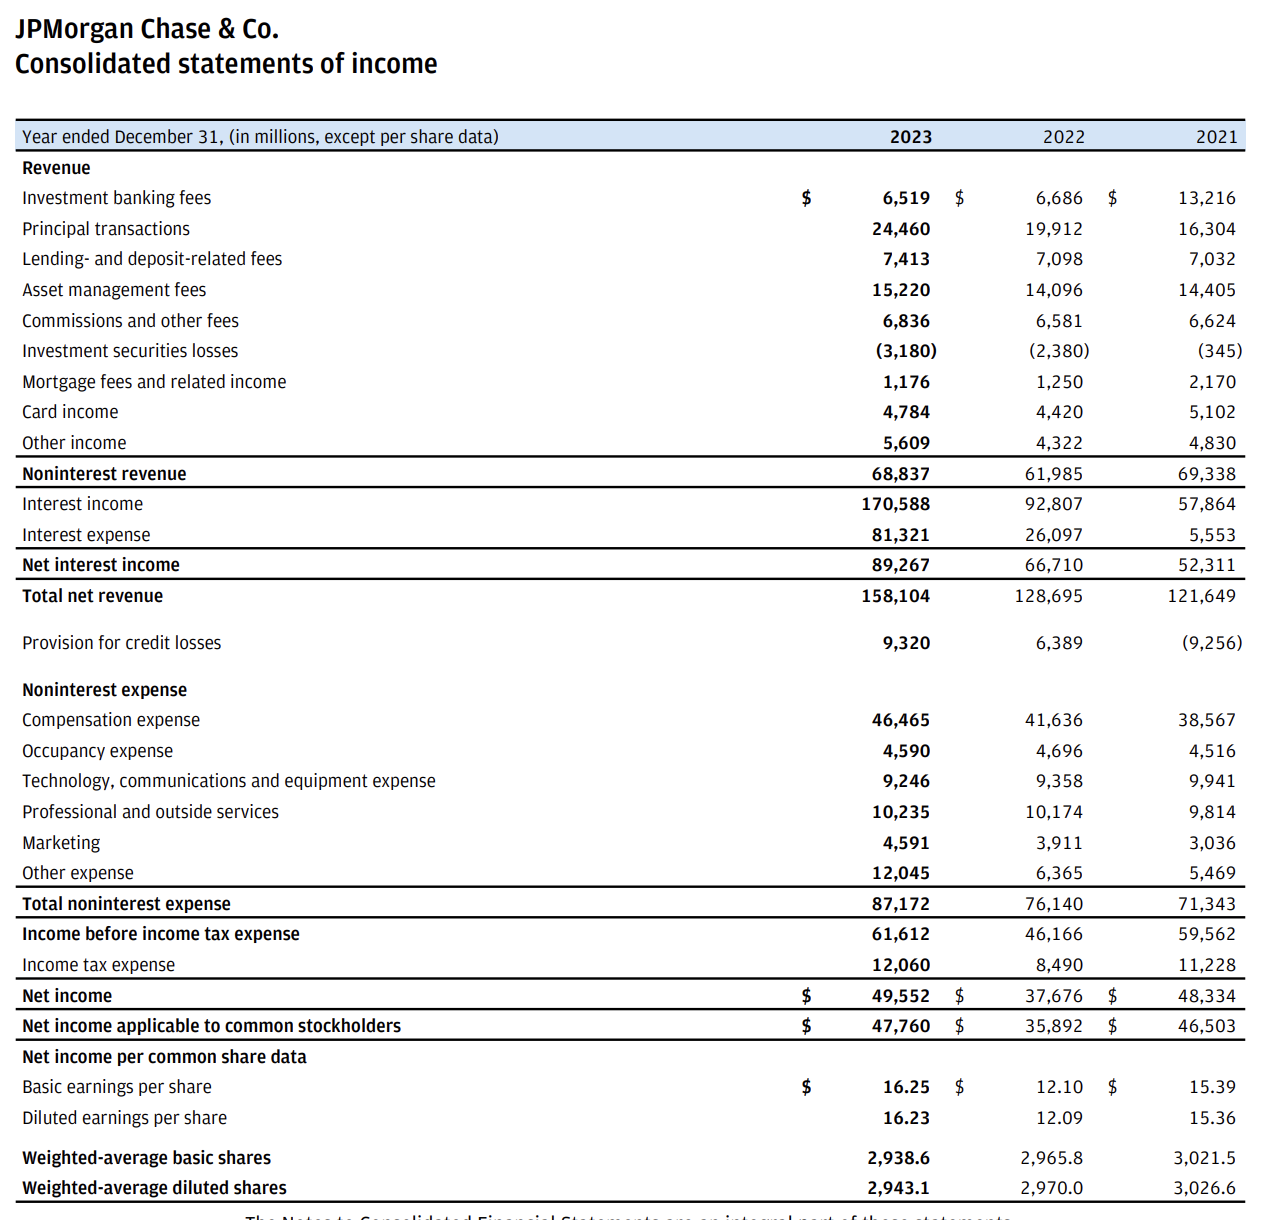 JPMorgan Chase & Co.
Consolidated statements of income
Year ended December 31, (in millions, except per share data) 2023 2022 2021
Revenue
Investment banking fees $ 6,519 $ 6,686 $ 13,216
Principal transactions 24,460 19,912 16,304
Lending- and deposit-related fees 7,413 7,098 7,032
Asset management fees 15,220 14,096 14,405
Commissions and other fees 6,836 6,581 6,624
Investment securities losses (3,180) (2,380) (345)
Mortgage fees and related income 1,176 1,250 2,170
Card income 4,784 4,420 5,102
Other income 5,609 4,322 4,830
Noninterest revenue 68,837 61,985 69,338
Interest income 170,588 92,807 57,864
Interest expense 81,321 26,097 5,553
Net interest income 89,267 66,710 52,311
Total net revenue 158,104 128,695 121,649
Provision for credit losses 9,320 6,389 (9,256)
Noninterest expense
Compensation expense 46,465 41,636 38,567
Occupancy expense 4,590 4,696 4,516
Technology, communications and equipment expense 9,246 9,358 9,941
Professional and outside services 10,235 10,174 9,814
Marketing 4,591 3,911 3,036
Other expense 12,045 6,365 5,469
Total noninterest expense 87,172 76,140 71,343
Income before income tax expense 61,612 46,166 59,562
Income tax expense 12,060 8,490 11,228
Net income $ 49,552 $ 37,676 $ 48,334
Net income applicable to common stockholders $ 47,760 $ 35,892 $ 46,503
Net income per common share data
Basic earnings per share $ 16.25 $ 12.10 $ 15.39
Diluted earnings per share 16.23 12.09 15.36
Weighted-average basic shares 2,938.6 2,965.8 3,021.5
Weighted-average diluted shares 2,943.1 2,970.0 3,026.6
The Notes to Consolidated Financial Statements are an integral part of these statements